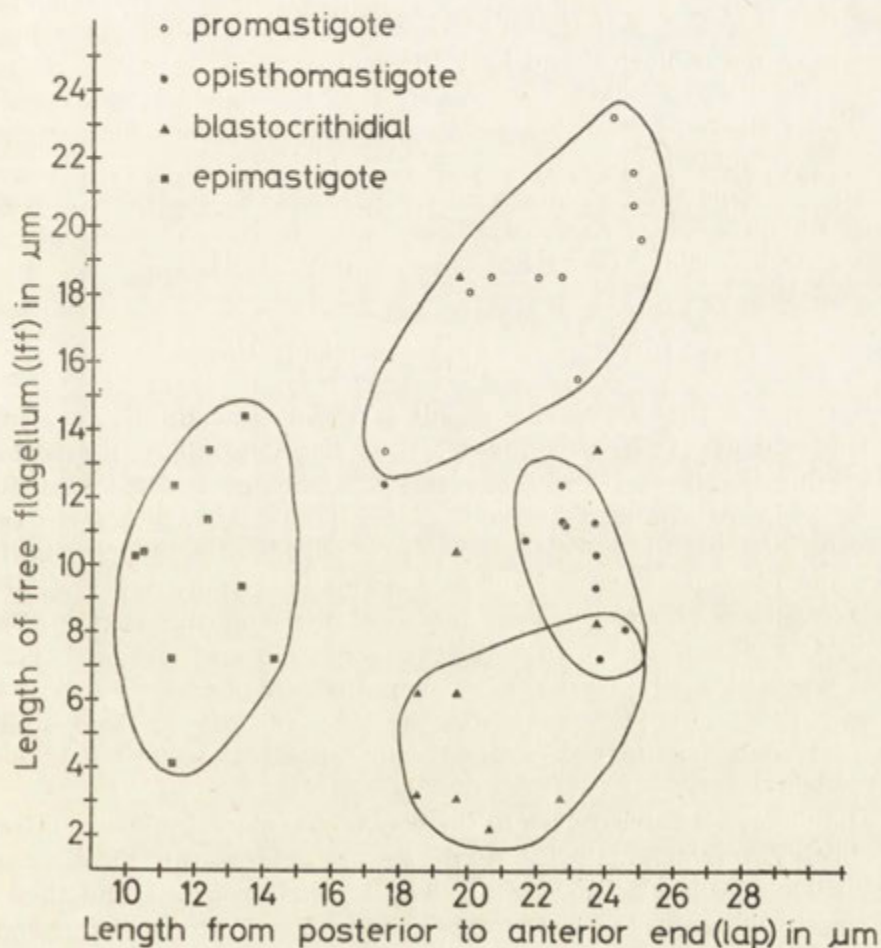 promastigote
opisthomastigote
blastocrithidial
epimastigote
24
22
20
18
16
14
12
10
8
6
4
2
Length of free flagellum (lff) in µm
10 12 14 16 18 20 22 24 26 28
Length from posterior to anterior end (lap) in µm